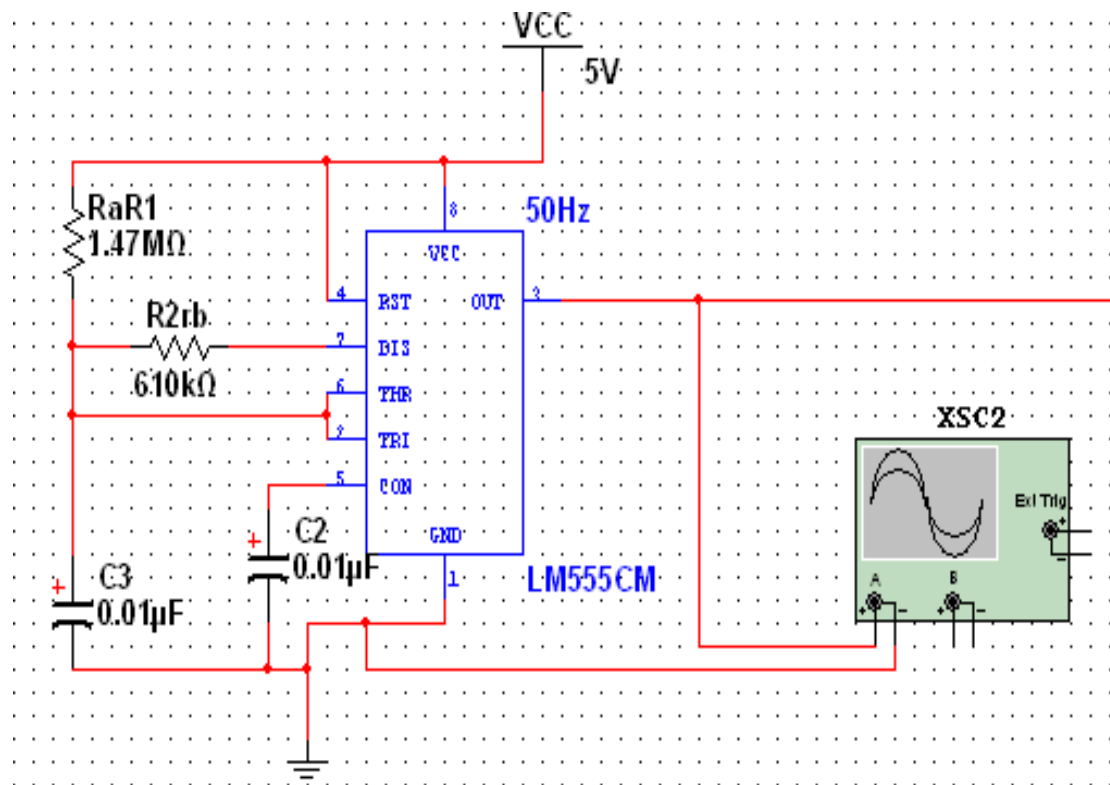 VCC
5V
RaR1
1.47MΩ
8
50Hz
VCC
R2rb
4
RST
OUT
3
7
DIS
610kΩ
6
THR
2
TRI
XSC2
5
CON
Ext Trig
+
C2
+
0.01µF
GND
1
LM555CM
C3
+
0.01µF
A
B
+
-
+
-
-